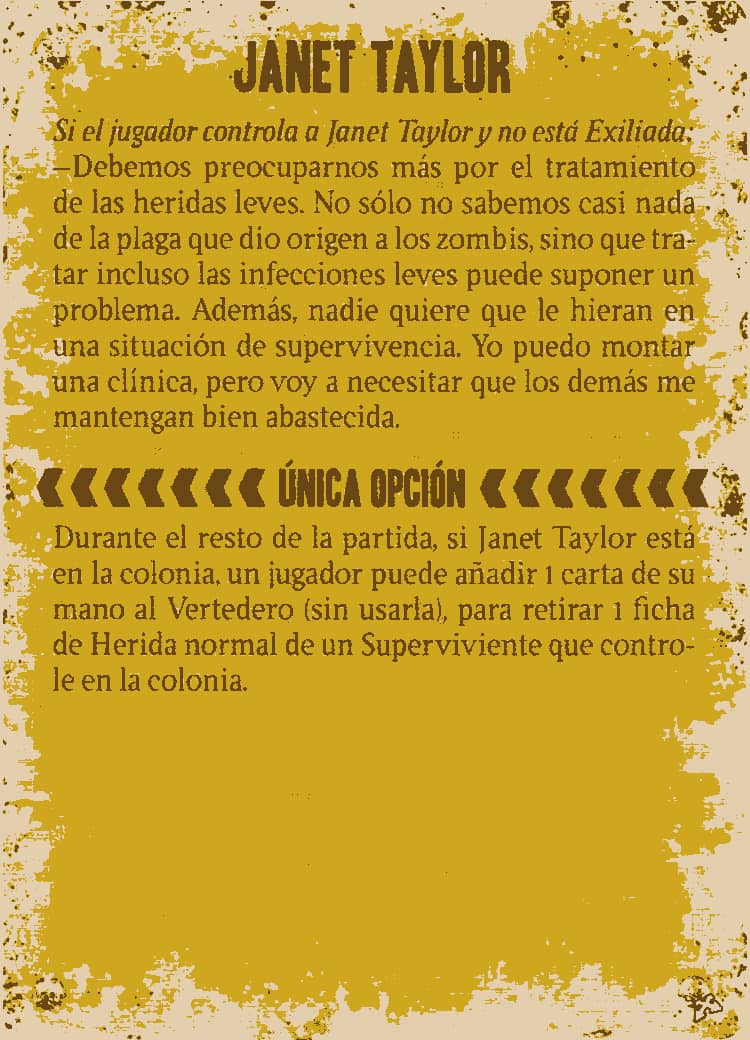 JANET TAYLOR
Si el jugador controla a Janet Taylor y no está Exiliada:
–Debemos preocuparnos más por el tratamiento
de las heridas leves. No sólo no sabemos casi nada
de la plaga que dio origen a los zombis, sino que tra-
tar incluso las infecciones leves puede suponer un
problema. Además, nadie quiere que le hieran en
una situación de supervivencia. Yo puedo montar
una clínica, pero voy a necesitar que los demás me
mantengan bien abastecida.
ÚNICA OPCIÓN
Durante el resto de la partida, si Janet Taylor está
en la colonia, un jugador puede añadir 1 carta de su
mano al Vertedero (sin usarla), para retirar 1 ficha
de Herida normal de un Superviviente que contro-
le en la colonia.